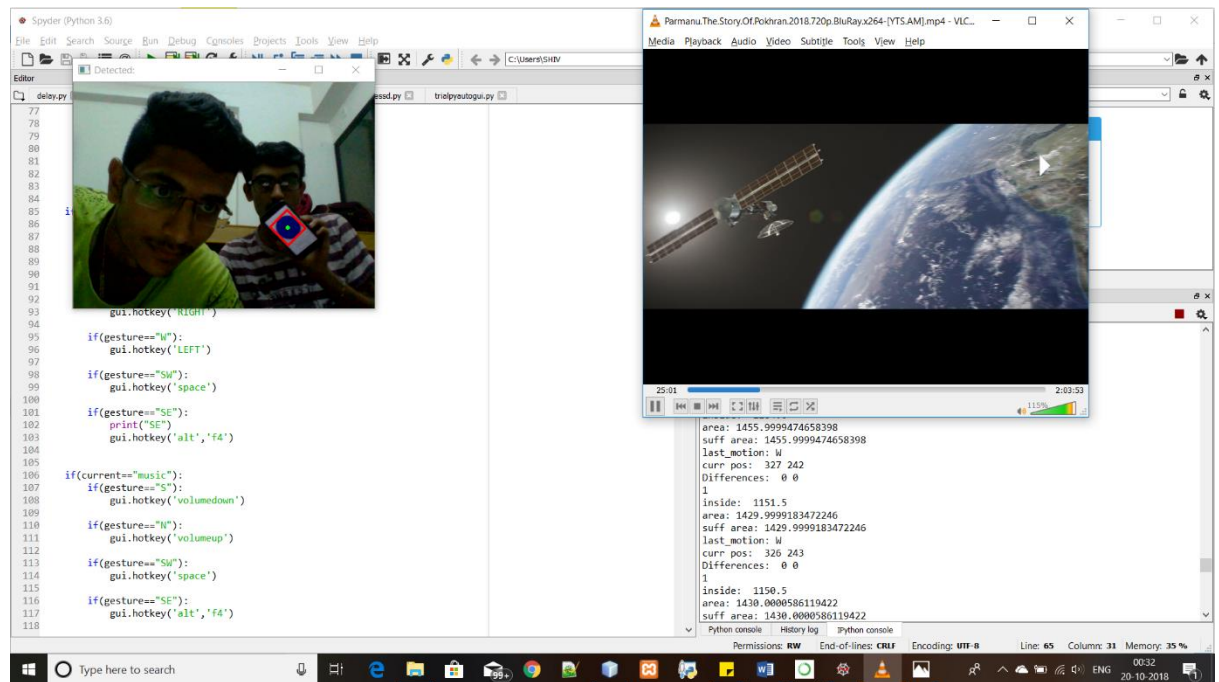 Spyder (Python 3.6)
File Edit Search Source Run Debug Consoles Projects Tools View Help
C:\Users\SHIV
Editor
delay.py
essd.py
trialpyautogui.py
Detected:
77
78
79
80
81
82
83
84
85
86
87
88
89
90
91
92
93 gui.hotkey('RIGHT')
94
95 if(gesture=="W"):
96 gui.hotkey('LEFT')
97
98 if(gesture=="SW"):
99 gui.hotkey('space')
100
101 if(gesture=="SE"):
102 print("SE")
103 gui.hotkey('alt','f4')
104
105
106 if(current=="music"):
107 if(gesture=="S"):
108 gui.hotkey('volumedown')
109
110 if(gesture=="N"):
111 gui.hotkey('volumeup')
112
113 if(gesture=="SW"):
114 gui.hotkey('space')
115
116 if(gesture=="SE"):
117 gui.hotkey('alt','f4')
118
Parmanu.The.Story.Of.Pokhran.2018.720p.BluRay.x264-[YTS.AM].mp4 - VLC...
Media Playback Audio Video Subtitle Tools View Help
25:01
2:03:53
115%
area: 1455.9999474658398
suff area: 1455.9999474658398
last_motion: W
curr pos: 327 242
Differences: 0 0
1
inside: 1151.5
area: 1429.9999183472246
suff area: 1429.9999183472246
last_motion: W
curr pos: 326 243
Differences: 0 0
1
inside: 1150.5
area: 1430.0000586119422
suff area: 1430.0000586119422
Python console History log IPython console
Permissions: RW End-of-lines: CRLF Encoding: UTF-8 Line: 65 Column: 31 Memory: 35 %
Type here to search
99+
ENG
00:32
20-10-2018
1